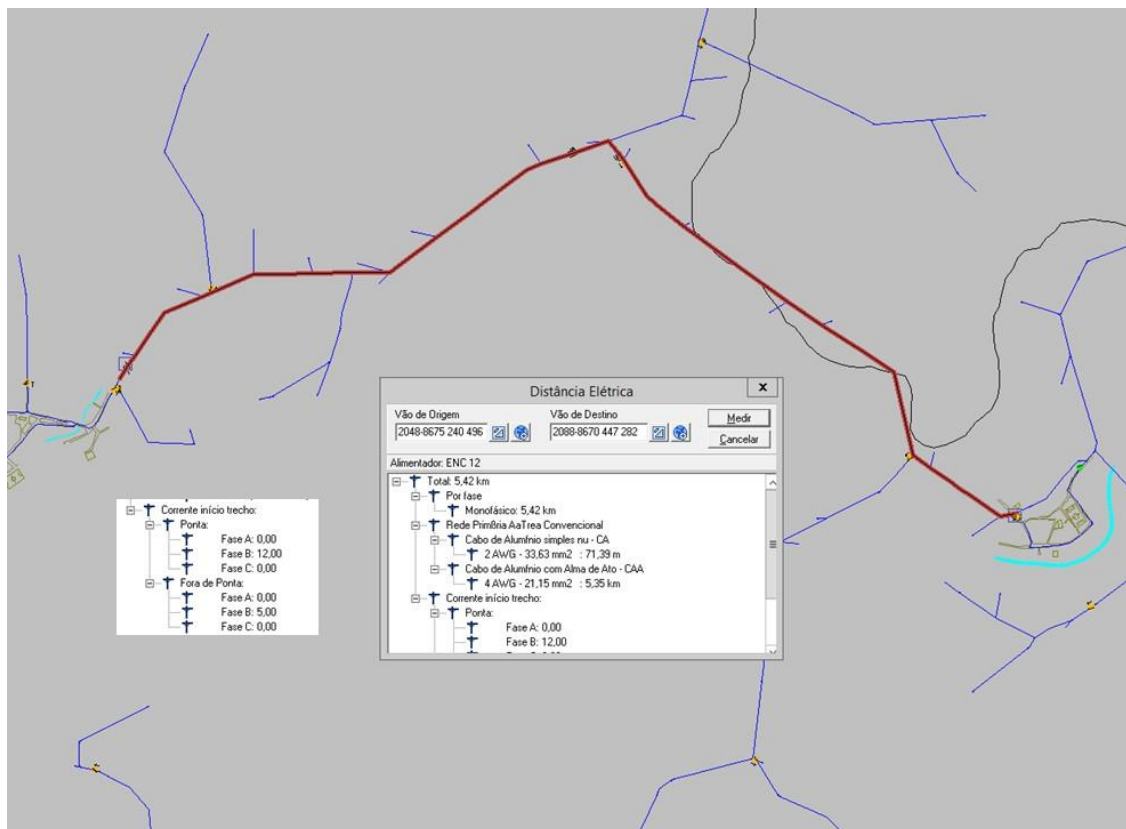 Distância Elétrica
x
Vão de Origem
Vão de Destino
2048-8675 240 496
2088-8670 447 282
Medir
Cancelar
Alimentador: ENC 12
Total: 5,42 km
Por fase
Monofásico: 5,42 km
Rede PrimBria AaTrea Convencional
Cabo de Alumínio simples nu - CA
2 AWG - 33,63 mm2 : 71,39 m
Cabo de Alumínio com Alma de Ato - CAA
4 AWG - 21,15 mm2 : 5,35 km
Corrente início trecho:
Ponta:
Fase A: 0,00
Fase B: 12,00
Corrente início trecho:
Ponta:
Fase A: 0,00
Fase B: 12,00
Fase C: 0,00
Fora de Ponta:
Fase A: 0,00
Fase B: 5,00
Fase C: 0,00